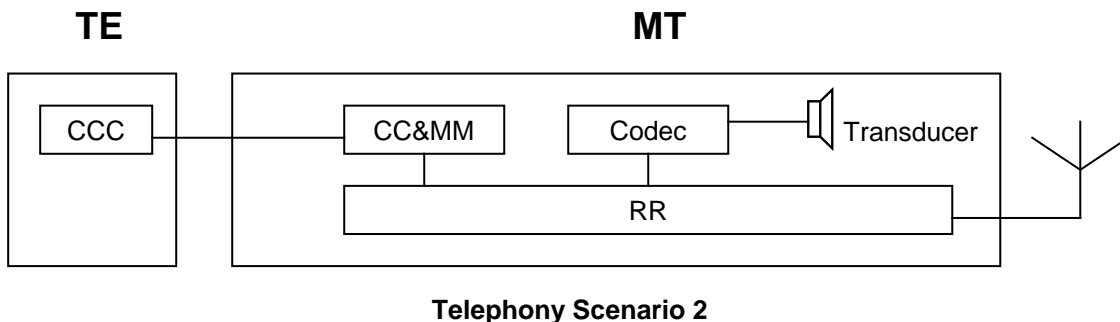 TE
MT
CCC
CC&MM
Codec
Transducer
RR
Telephony Scenario 2